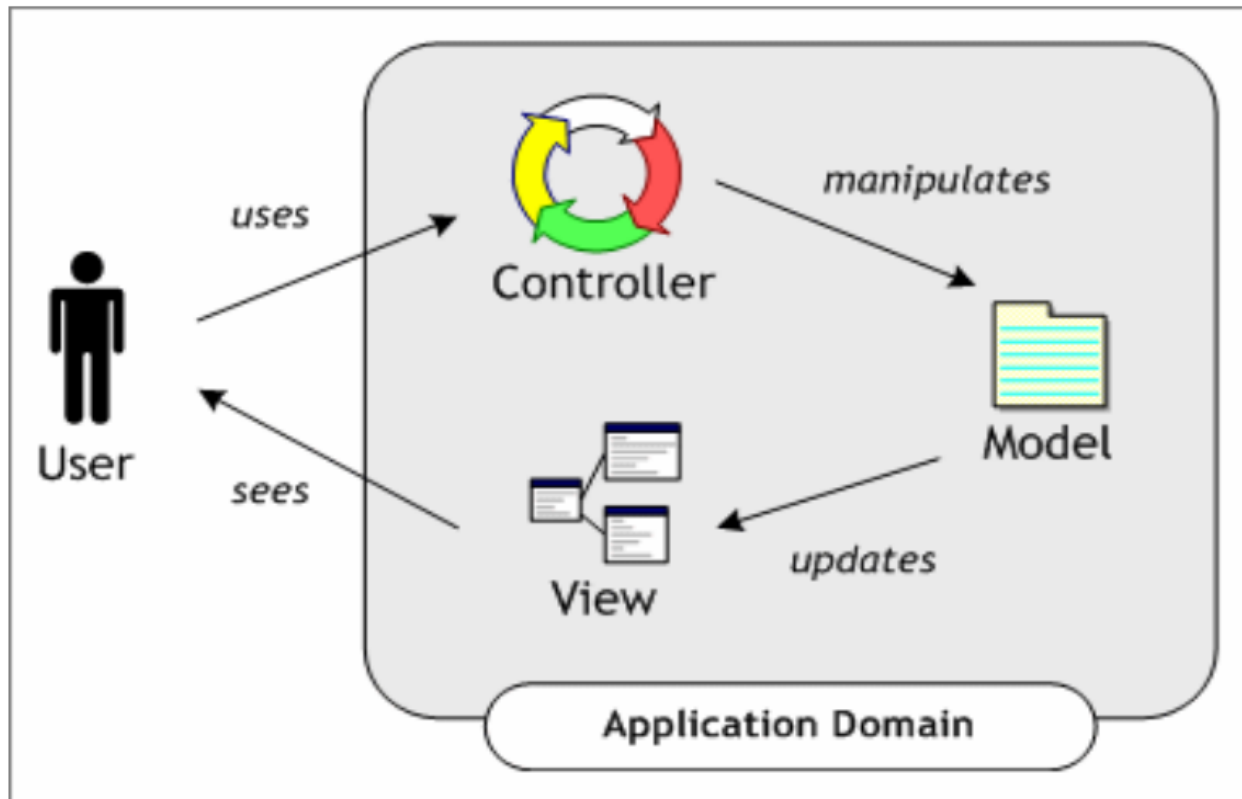 uses
Controller
manipulates
User
Model
sees
View
updates
Application Domain